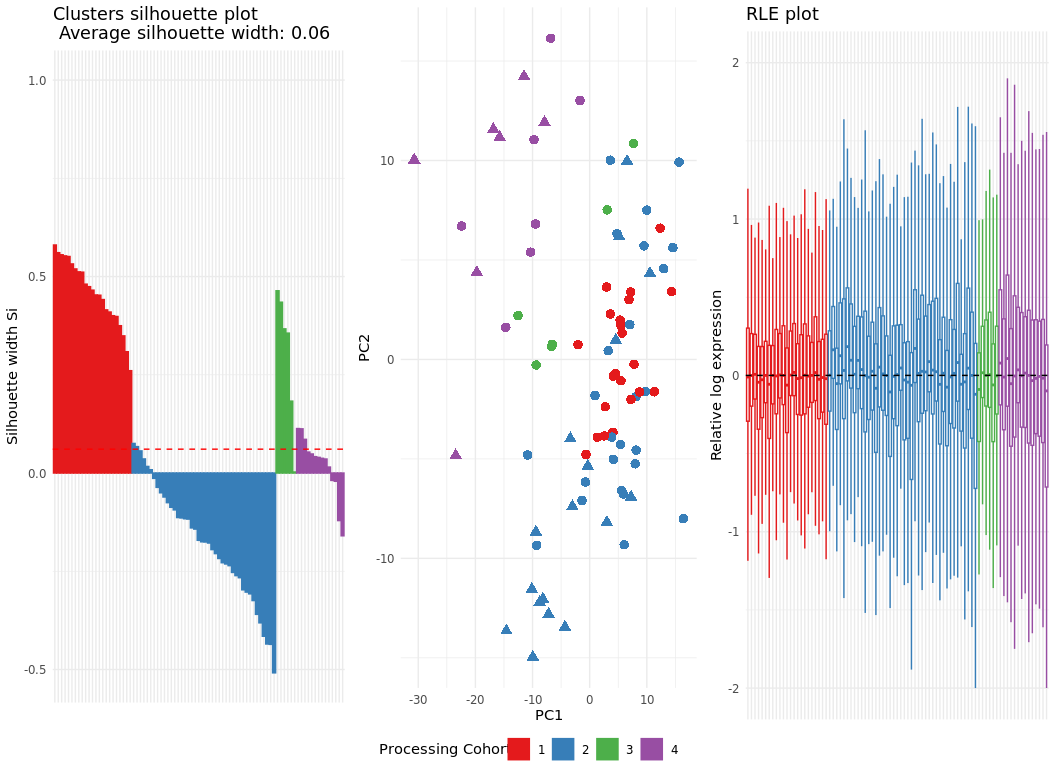 Clusters silhouette plot
Average silhouette width: 0.06
Silhouette width Si
1.0
0.5
0.0
-0.5
PC2
10
0
-10
-30 -20 -10 0 10
PC1
RLE plot
Relative log expression
2
1
0
-1
-2
Processing Cohort 1 2 3 4